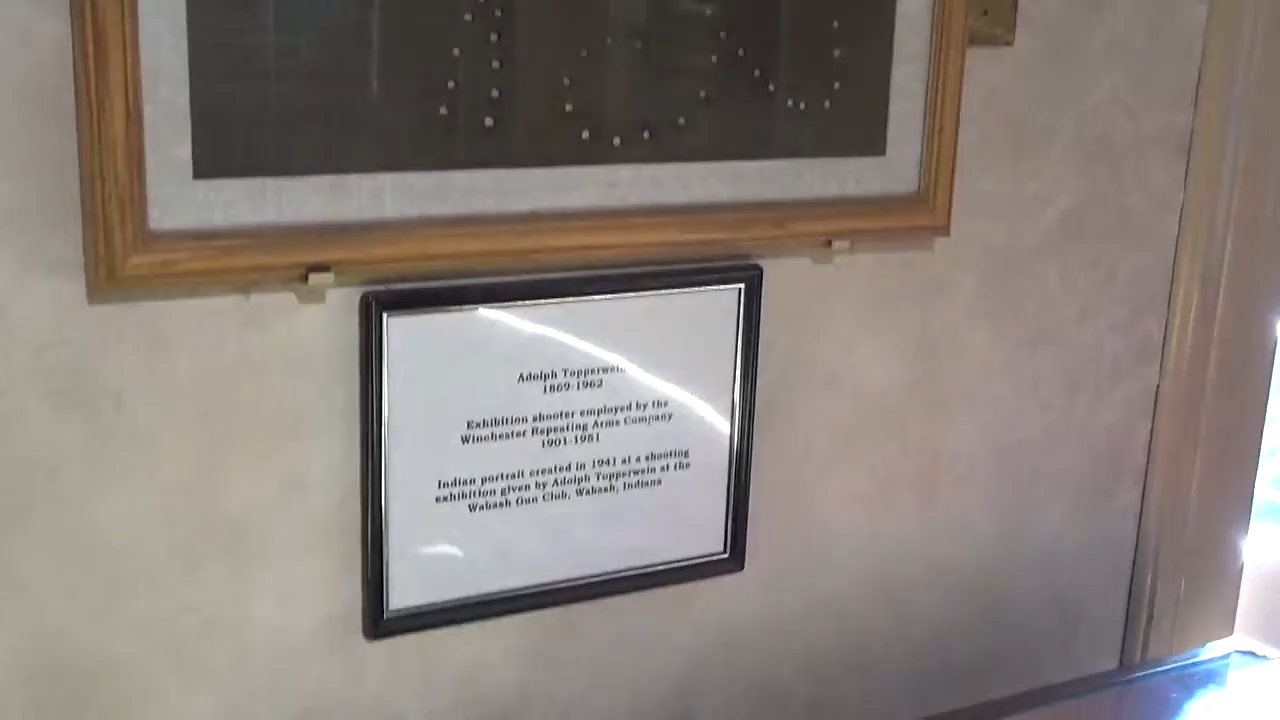 Adolph Topperwein
1869-1962
Exhibition shooter employed by the
Winchester Repeating Arms Company
1901-1951
Indian portrait created in 1941 at a shooting
exhibition given by Adolph Topperwein at the
Wabash Gun Club, Wabash, Indiana